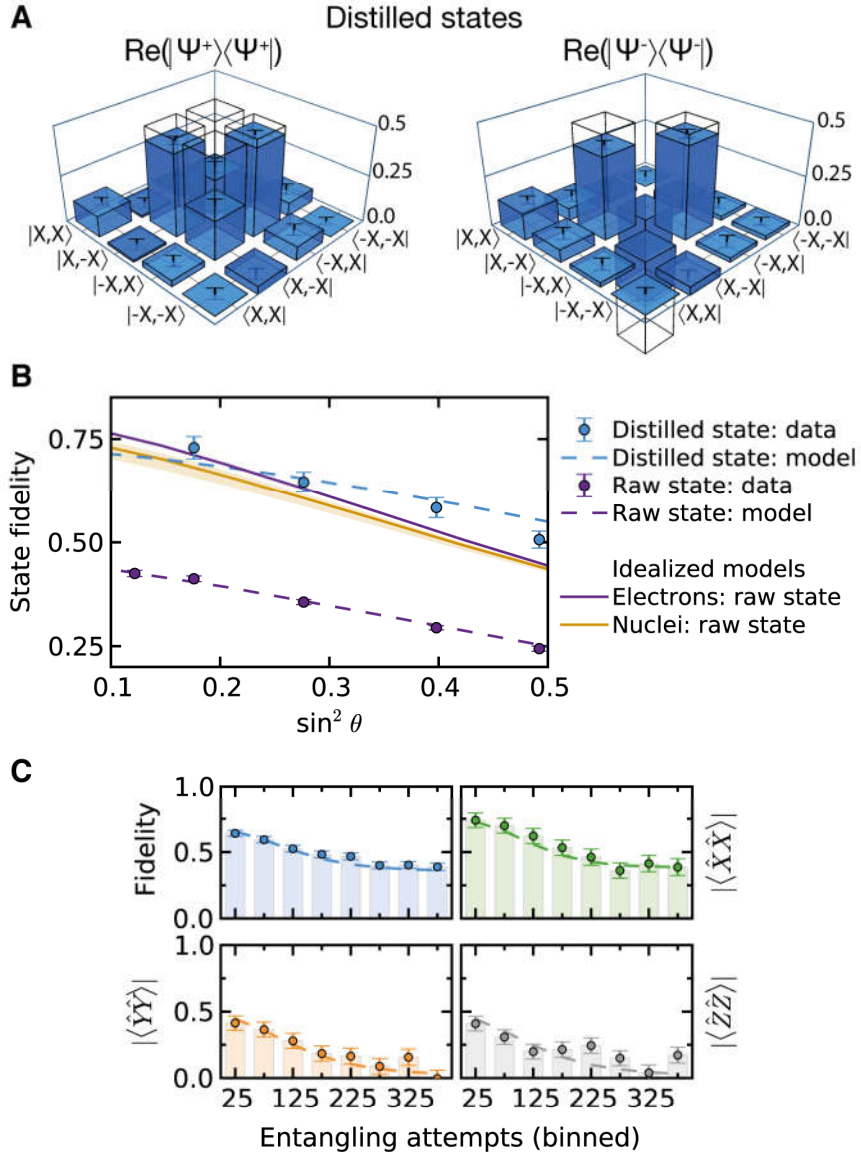 A
Distilled states
Re(|Ψ⁺⟩⟨Ψ⁺|)
Re(|Ψ⁻⟩⟨Ψ⁻|)
0.5
0.25
0.0
|X,X⟩
|X,-X⟩
|-X,X⟩
|-X,-X⟩
⟨-X,-X|
⟨-X,X|
⟨X,-X|
⟨X,X|
0.5
0.25
0.0
|X,X⟩
|X,-X⟩
|-X,X⟩
|-X,-X⟩
⟨-X,-X|
⟨-X,X|
⟨X,-X|
⟨X,X|
B
State fidelity
0.75
0.50
0.25
0.1 0.2 0.3 0.4 0.5
sin² θ
Distilled state: data
Distilled state: model
Raw state: data
Raw state: model
Idealized models
Electrons: raw state
Nuclei: raw state
C
Fidelity
1.0
0.5
0.0
|⟨X̂X̂⟩|
|⟨ŶŶ⟩|
1.0
0.5
0.0
|⟨ẐẐ⟩|
25 125 225 325 25 125 225 325
Entangling attempts (binned)